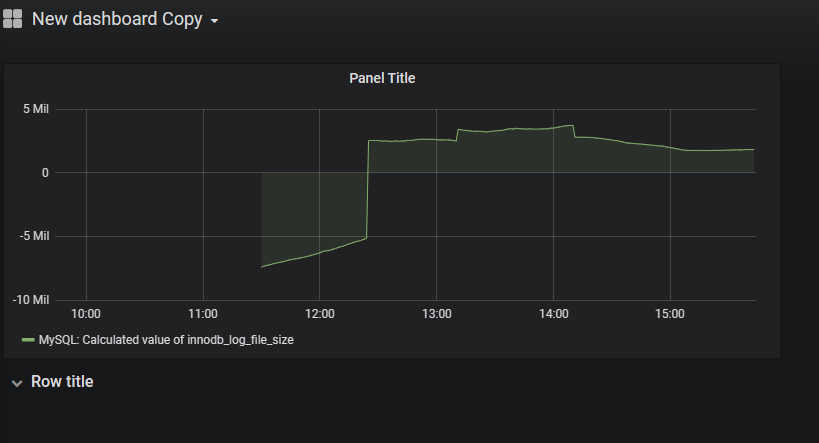 New dashboard Copy
Panel Title
5 Mil
0
-5 Mil
-10 Mil
10:00 11:00 12:00 13:00 14:00 15:00
MySQL: Calculated value of innodb_log_file_size
Row title